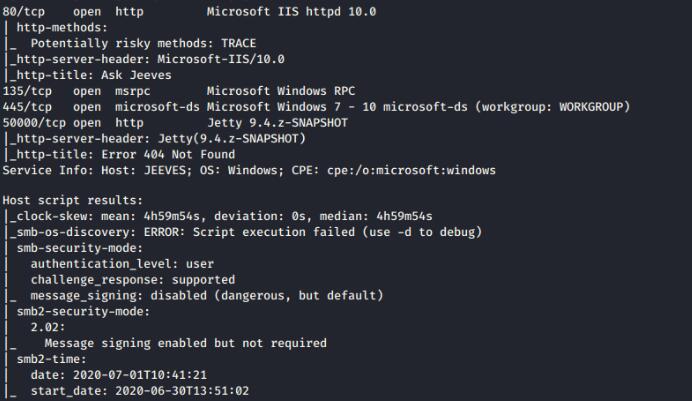 80/tcp    open  http         Microsoft IIS httpd 10.0
| http-methods:
|_  Potentially risky methods: TRACE
|_http-server-header: Microsoft-IIS/10.0
|_http-title: Ask Jeeves
135/tcp   open  msrpc        Microsoft Windows RPC
445/tcp   open  microsoft-ds Microsoft Windows 7 - 10 microsoft-ds (workgroup: WORKGROUP)
50000/tcp open  http         Jetty 9.4.z-SNAPSHOT
|_http-server-header: Jetty(9.4.z-SNAPSHOT)
|_http-title: Error 404 Not Found
Service Info: Host: JEEVES; OS: Windows; CPE: cpe:/o:microsoft:windows

Host script results:
|_clock-skew: mean: 4h59m54s, deviation: 0s, median: 4h59m54s
|_smb-os-discovery: ERROR: Script execution failed (use -d to debug)
| smb-security-mode:
|   authentication_level: user
|   challenge_response: supported
|_  message_signing: disabled (dangerous, but default)
| smb2-security-mode:
|   2.02:
|_    Message signing enabled but not required
| smb2-time:
|   date: 2020-07-01T10:41:21
|_  start_date: 2020-06-30T13:51:02